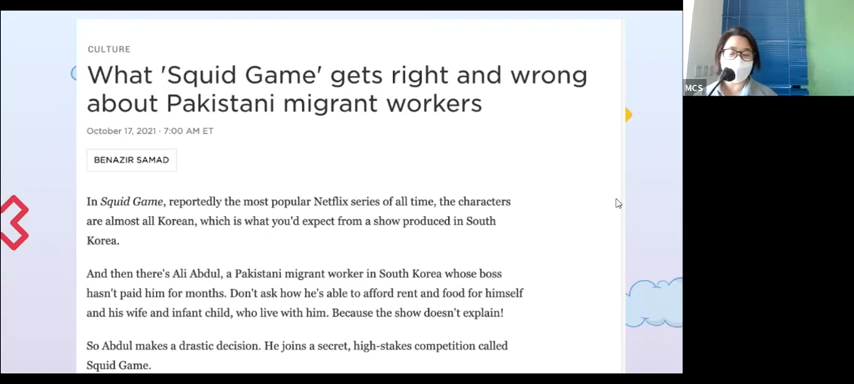 CULTURE
What 'Squid Game' gets right and wrong
about Pakistani migrant workers
October 17, 2021 · 7:00 AM ET
BENAZIR SAMAD
In Squid Game, reportedly the most popular Netflix series of all time, the characters
are almost all Korean, which is what you'd expect from a show produced in South
Korea.
And then there's Ali Abdul, a Pakistani migrant worker in South Korea whose boss
hasn't paid him for months. Don't ask how he's able to afford rent and food for himself
and his wife and infant child, who live with him. Because the show doesn't explain!
So Abdul makes a drastic decision. He joins a secret, high-stakes competition called
Squid Game.
MCS